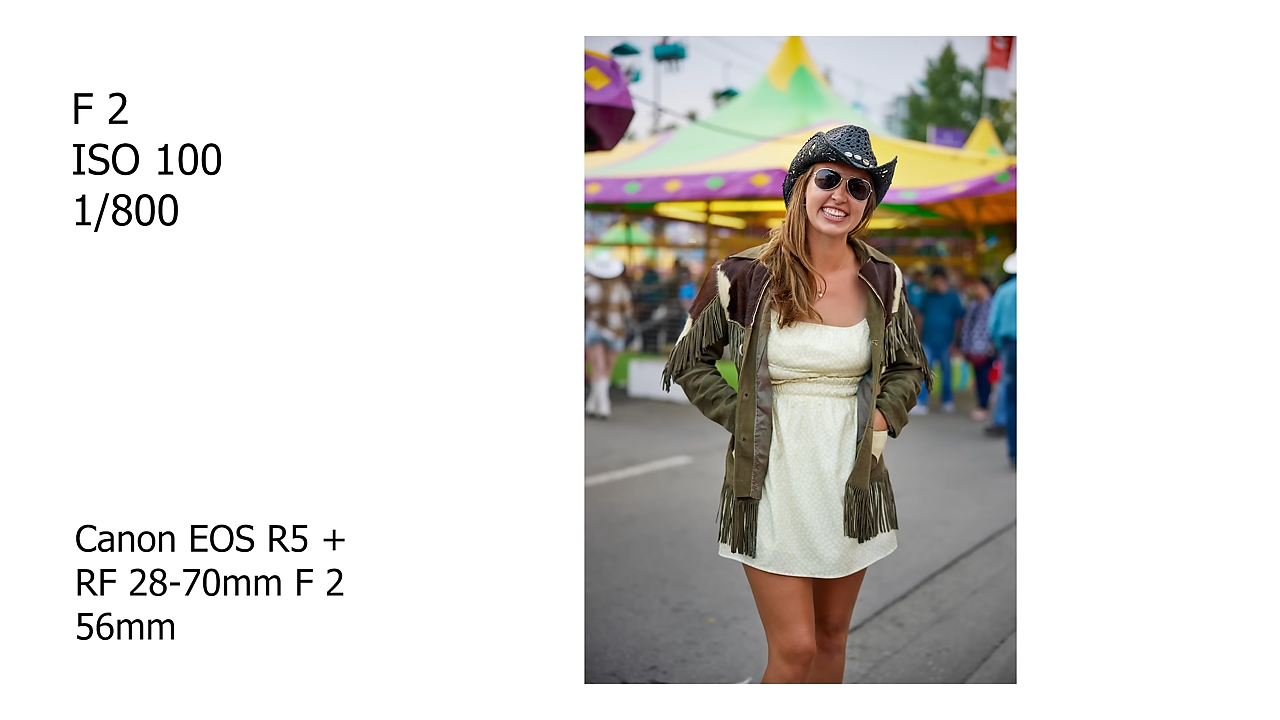 F 2
ISO 100
1/800
Canon EOS R5 +
RF 28-70mm F 2
56mm